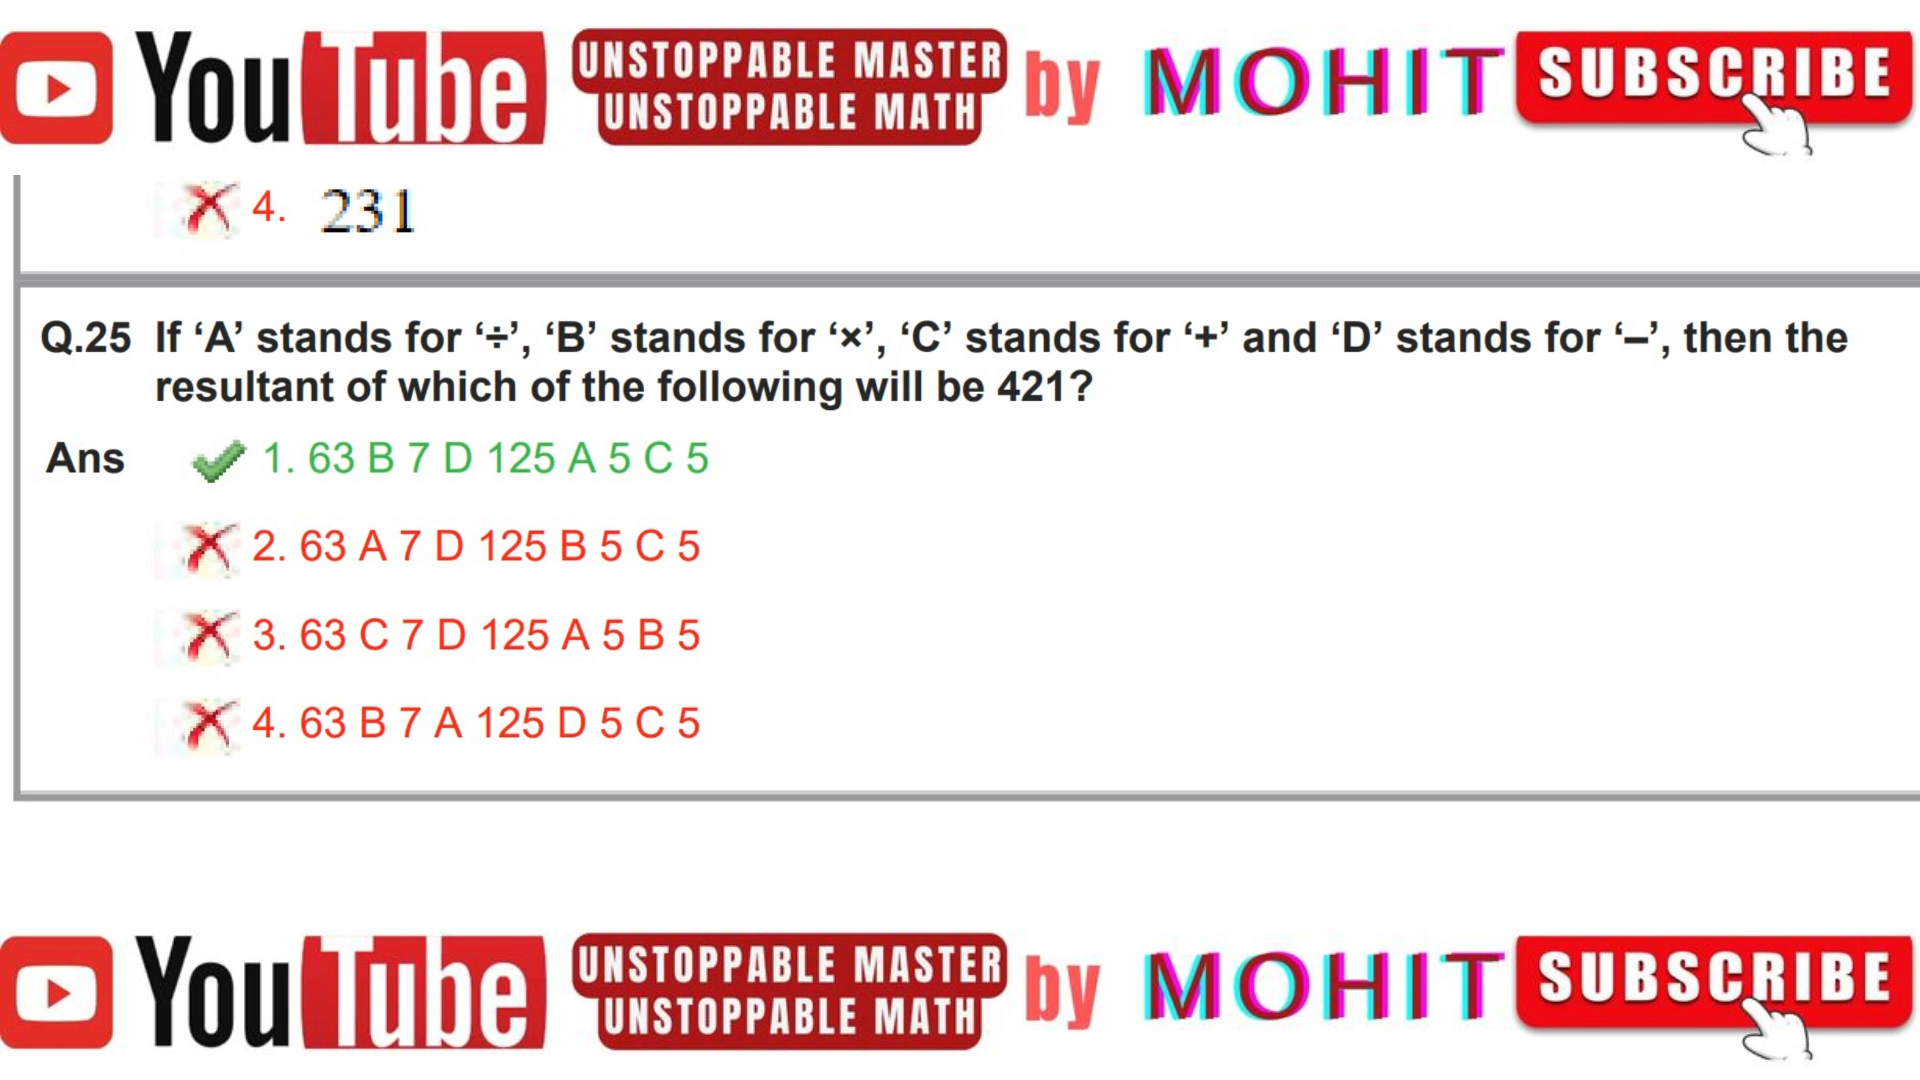 YouTube UNSTOPPABLE MASTER by MOHIT SUBSCRIBE
UNSTOPPABLE MATH
4. 231
Q.25 If ‘A’ stands for ‘÷’, ‘B’ stands for ‘×’, ‘C’ stands for ‘+’ and ‘D’ stands for ‘–’, then the
resultant of which of the following will be 421?
Ans 1. 63 B 7 D 125 A 5 C 5
2. 63 A 7 D 125 B 5 C 5
3. 63 C 7 D 125 A 5 B 5
4. 63 B 7 A 125 D 5 C 5
YouTube UNSTOPPABLE MASTER by MOHIT SUBSCRIBE
UNSTOPPABLE MATH